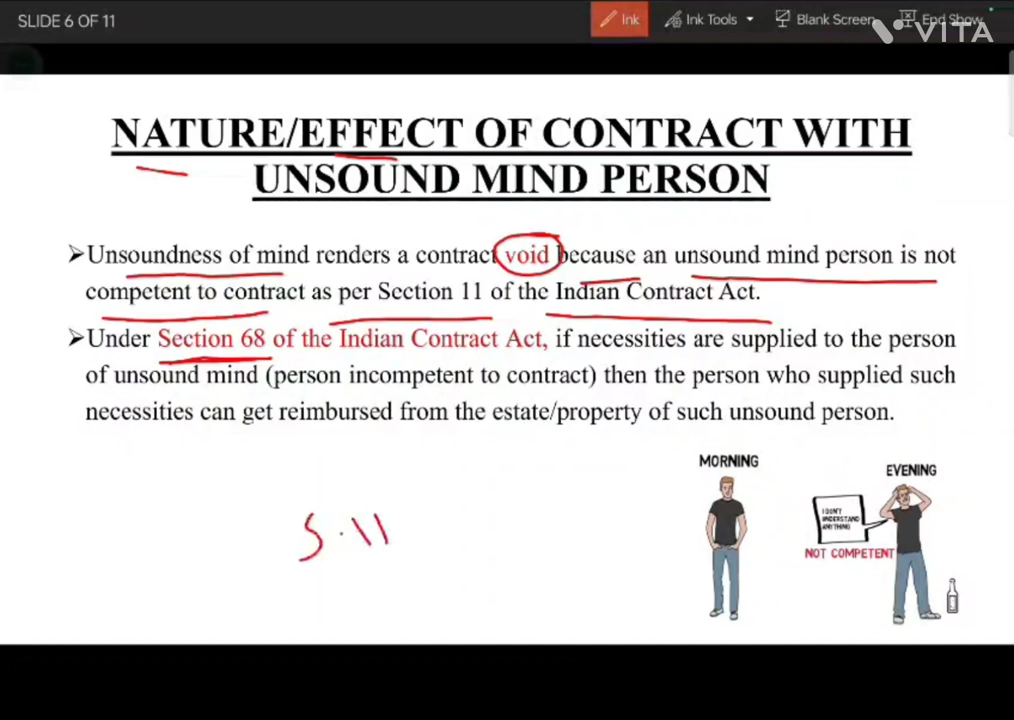 SLIDE 6 OF 11
Ink
Ink Tools
Blank Screen
End Show
VITA
NATURE/EFFECT OF CONTRACT WITH
UNSOUND MIND PERSON
➢Unsoundness of mind renders a contract void because an unsound mind person is not
competent to contract as per Section 11 of the Indian Contract Act.
➢Under Section 68 of the Indian Contract Act, if necessities are supplied to the person
of unsound mind (person incompetent to contract) then the person who supplied such
necessities can get reimbursed from the estate/property of such unsound person.
MORNING
EVENING
I DON'T
UNDERSTAND
ANYTHING
NOT COMPETENT
S.11